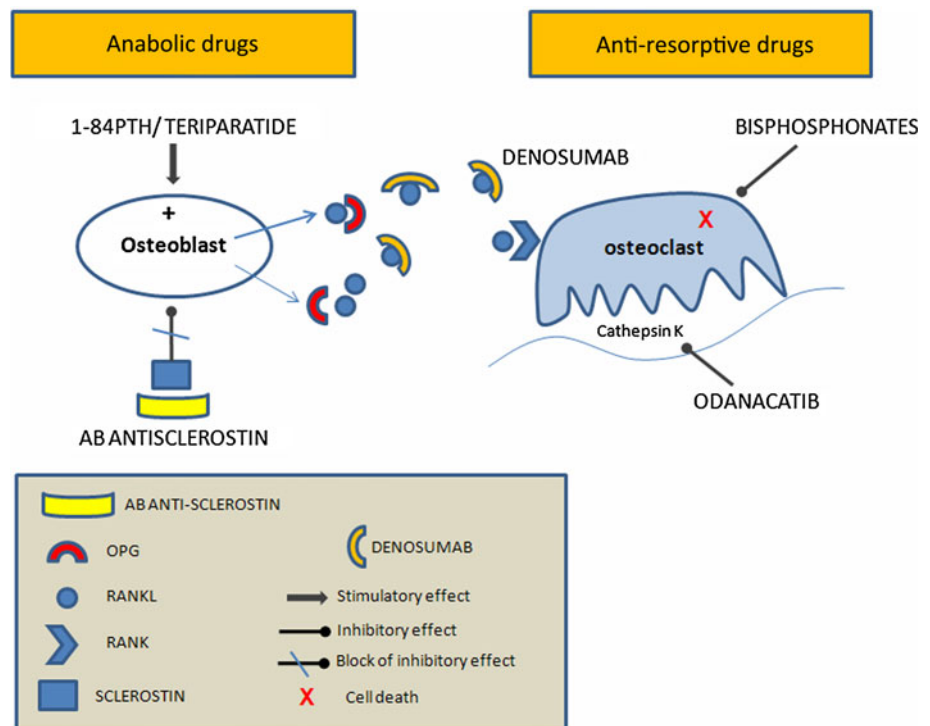 Anabolic drugs
Anti-resorptive drugs
1-84PTH/ TERIPARATIDE
BISPHOSPHONATES
DENOSUMAB
+
Osteoblast
X
osteoclast
Cathepsin K
ODANACATIB
AB ANTISCLEROSTIN
AB ANTI-SCLEROSTIN
OPG
DENOSUMAB
RANKL
Stimulatory effect
RANK
Inhibitory effect
Block of inhibitory effect
SCLEROSTIN
X Cell death